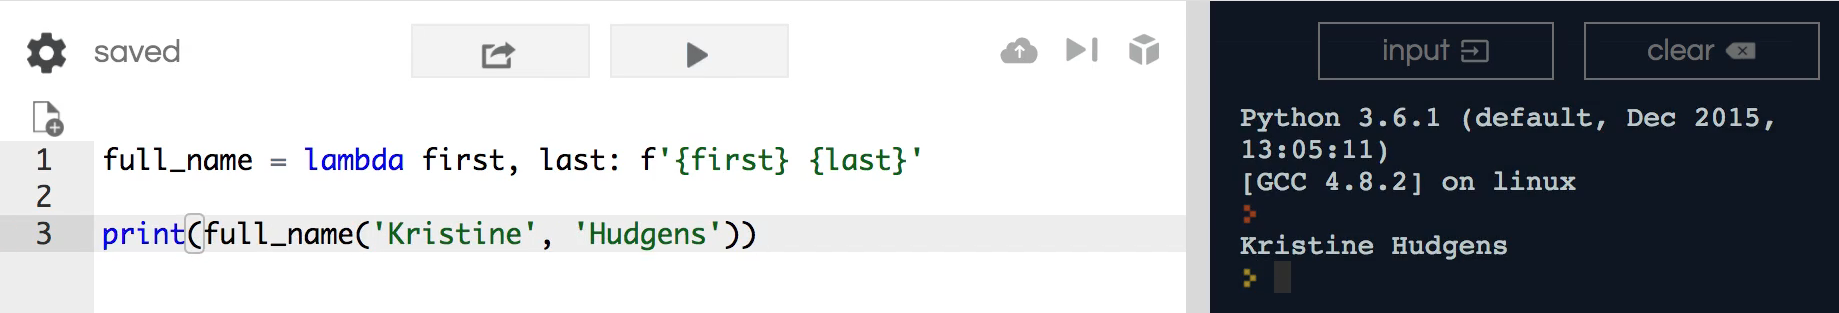 saved
1 full_name = lambda first, last: f'{first} {last}'
2
3 print(full_name('Kristine', 'Hudgens'))
input
clear
Python 3.6.1 (default, Dec 2015,
13:05:11)
[GCC 4.8.2] on linux
>
Kristine Hudgens
>